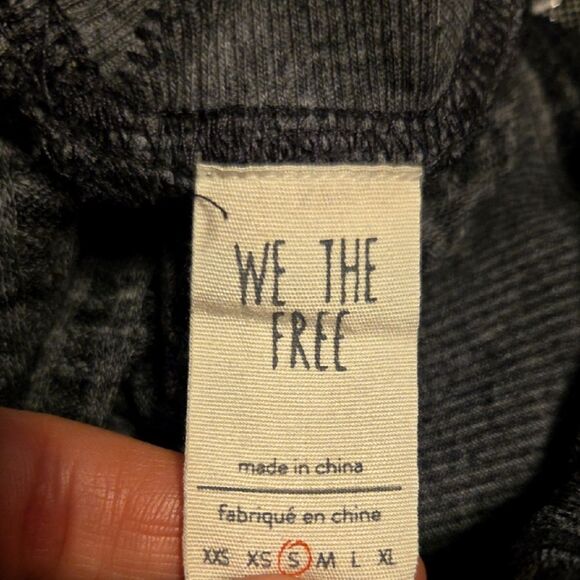 WE THE
FREE
made in china
fabriqué en chine
XXS XS S M L XL